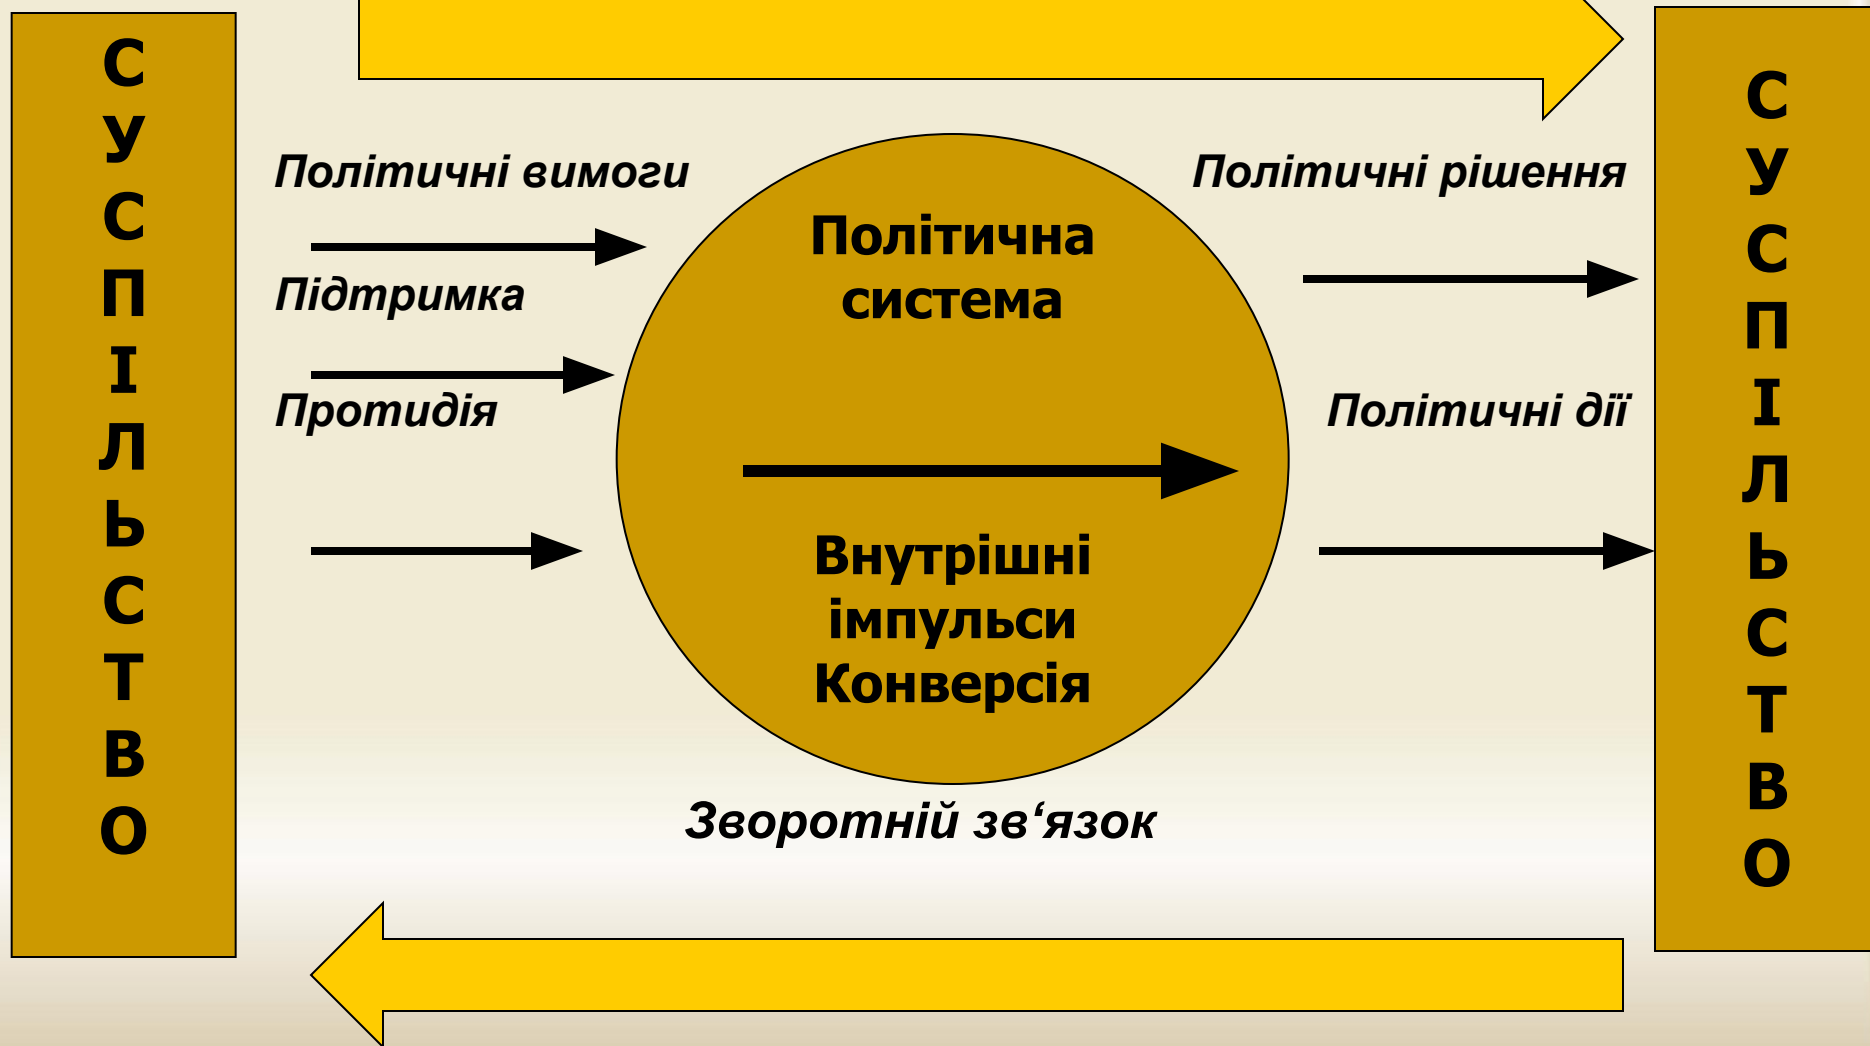 С
У
С
П
І
Л
Ь
С
Т
В
О
Політичні вимоги
Підтримка
Протидія
Політична
система
Внутрішні
імпульси
Конверсія
Політичні рішення
Політичні дії
Зворотній зв‘язок
С
У
С
П
І
Л
Ь
С
Т
В
О